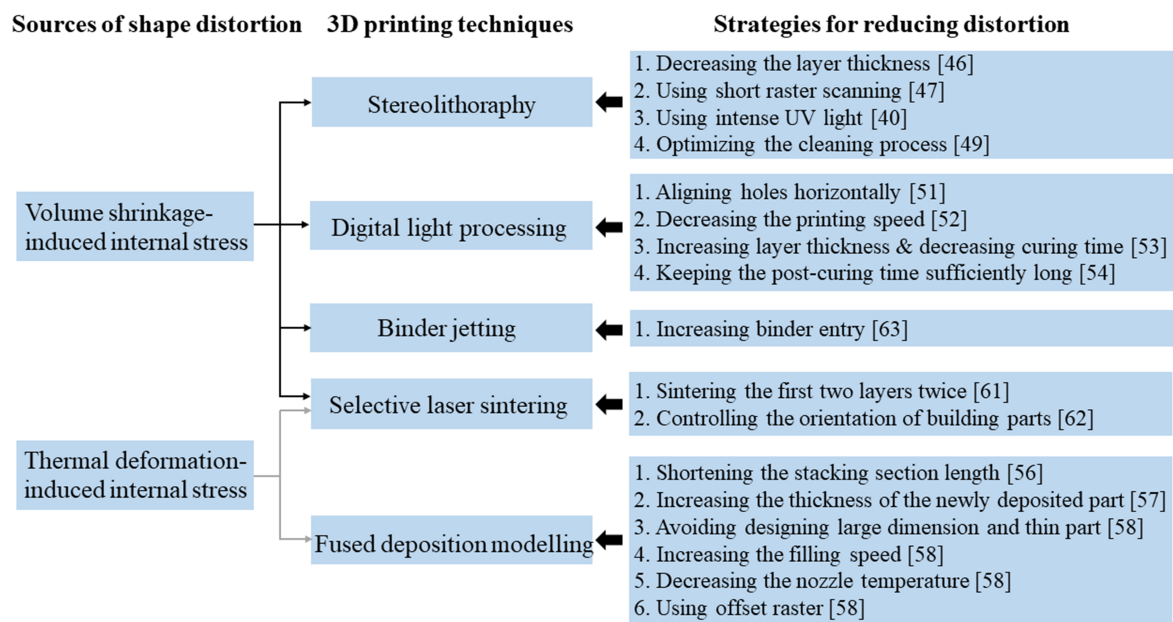 Sources of shape distortion
3D printing techniques
Strategies for reducing distortion
Volume shrinkage-
induced internal stress
Thermal deformation-
induced internal stress
Stereolithoraphy
1. Decreasing the layer thickness [46]
2. Using short raster scanning [47]
3. Using intense UV light [40]
4. Optimizing the cleaning process [49]
Digital light processing
1. Aligning holes horizontally [51]
2. Decreasing the printing speed [52]
3. Increasing layer thickness & decreasing curing time [53]
4. Keeping the post-curing time sufficiently long [54]
Binder jetting
1. Increasing binder entry [63]
Selective laser sintering
1. Sintering the first two layers twice [61]
2. Controlling the orientation of building parts [62]
Fused deposition modelling
1. Shortening the stacking section length [56]
2. Increasing the thickness of the newly deposited part [57]
3. Avoiding designing large dimension and thin part [58]
4. Increasing the filling speed [58]
5. Decreasing the nozzle temperature [58]
6. Using offset raster [58]